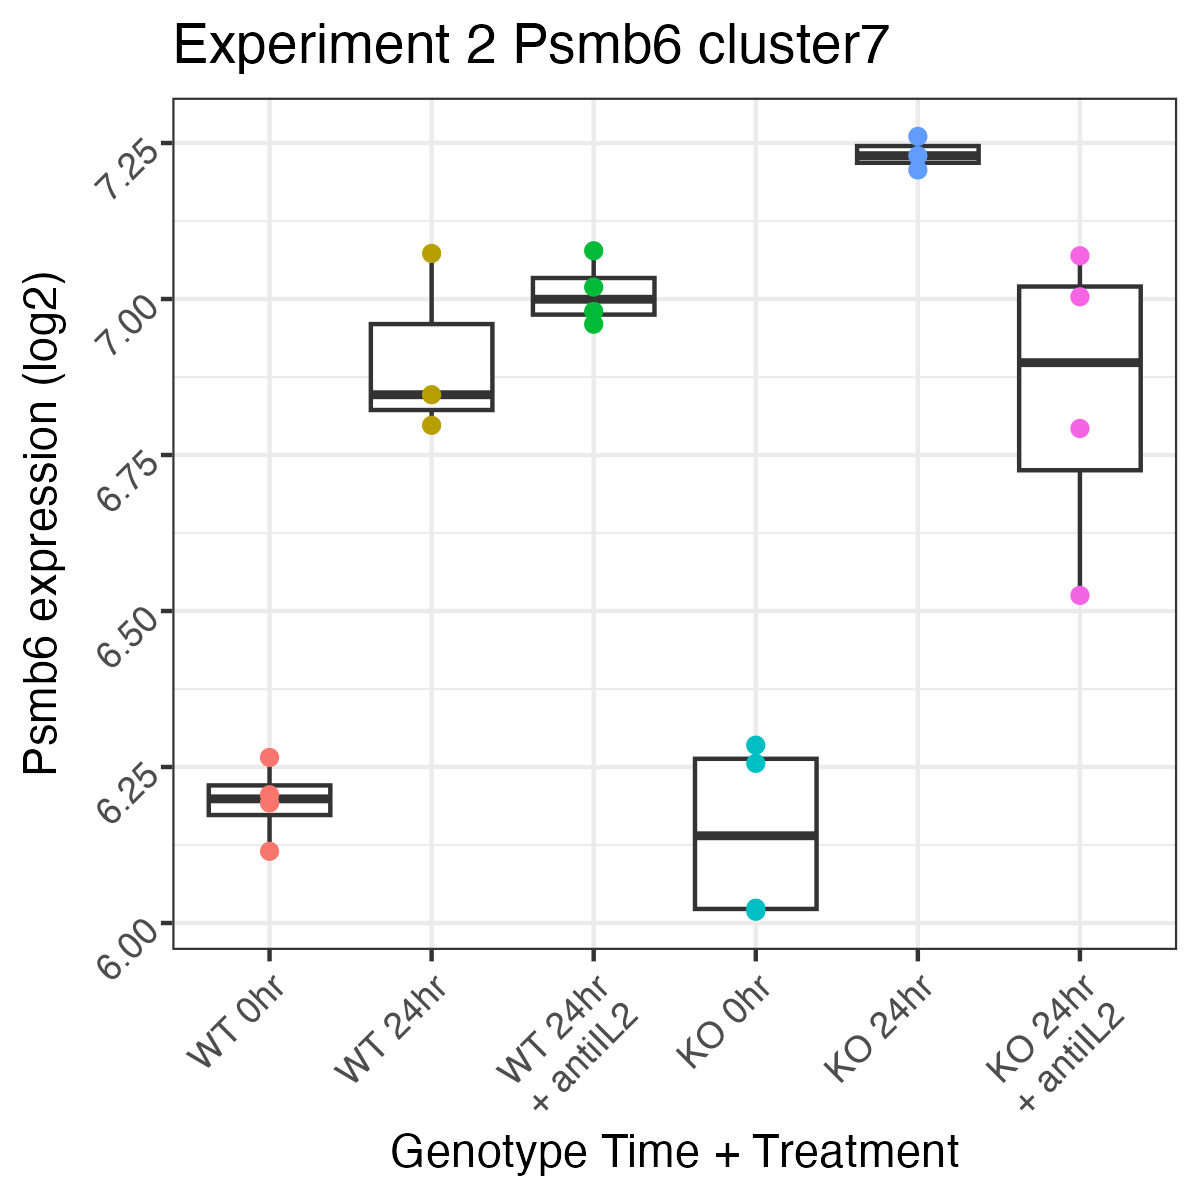 Experiment 2 Psmb6 cluster7
Psmb6 expression (log2)
7.25
7.00
6.75
6.50
6.25
6.00
WT 0hr
WT 24hr
WT 24hr
+ antiIL2
KO 0hr
KO 24hr
KO 24hr
+ antiIL2
Genotype Time + Treatment